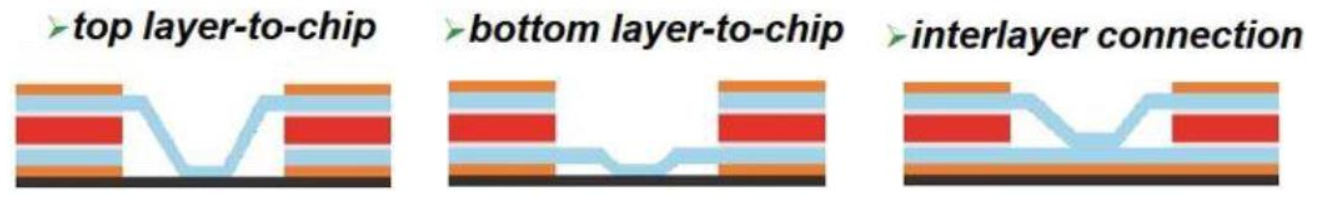 ➢top layer-to-chip
➢bottom layer-to-chip
➢interlayer connection